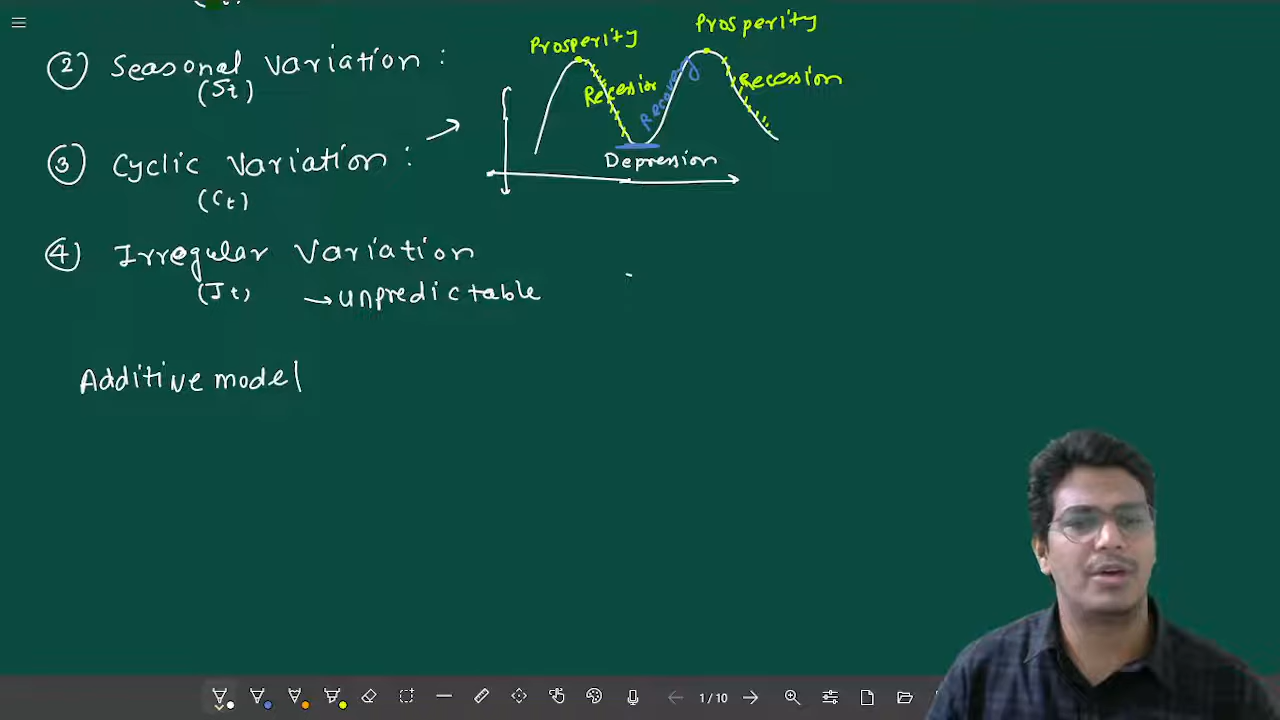 ② Seasonal Variation :
(St)
Prosperity
Prosperity
Recession
Recovery
Recession
Depression
③ Cyclic Variation : →
(Ct)
④ Irregular Variation
(It) → unpredictable
Additive model
1/10